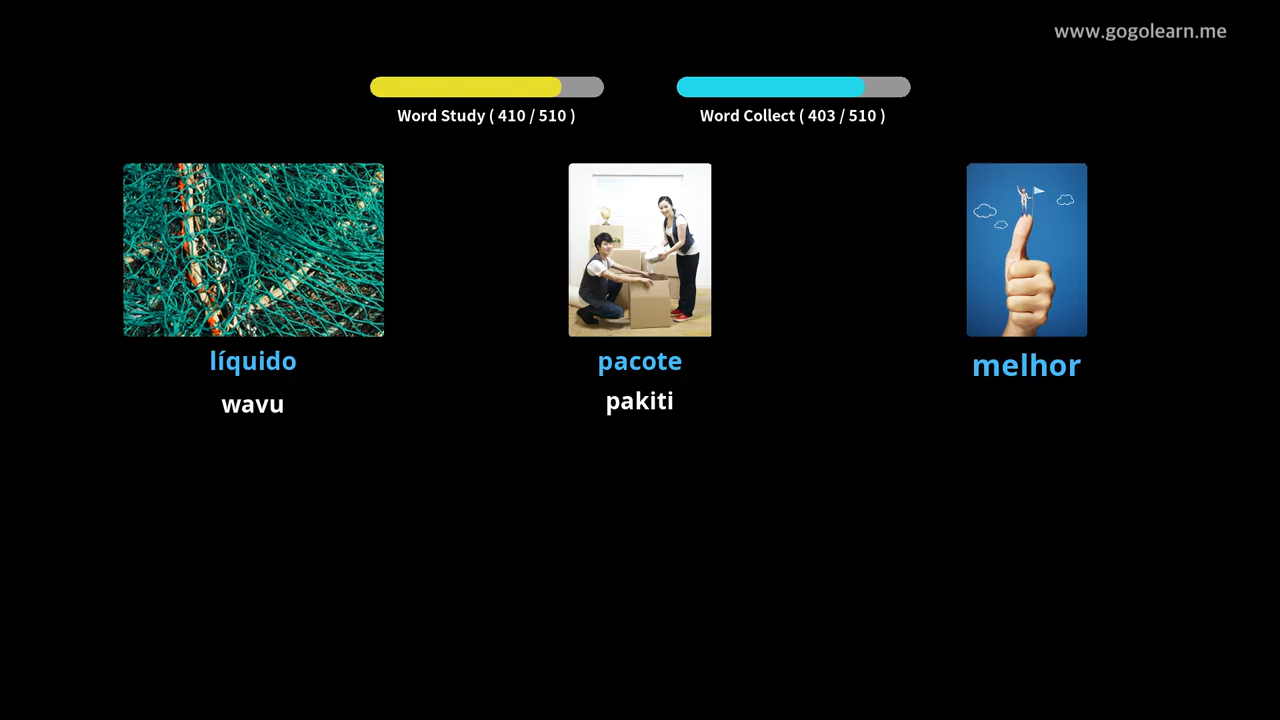 www.gogolearn.me
Word Study ( 410 / 510 )
Word Collect ( 403 / 510 )
líquido
pacote
melhor
wavu
pakiti